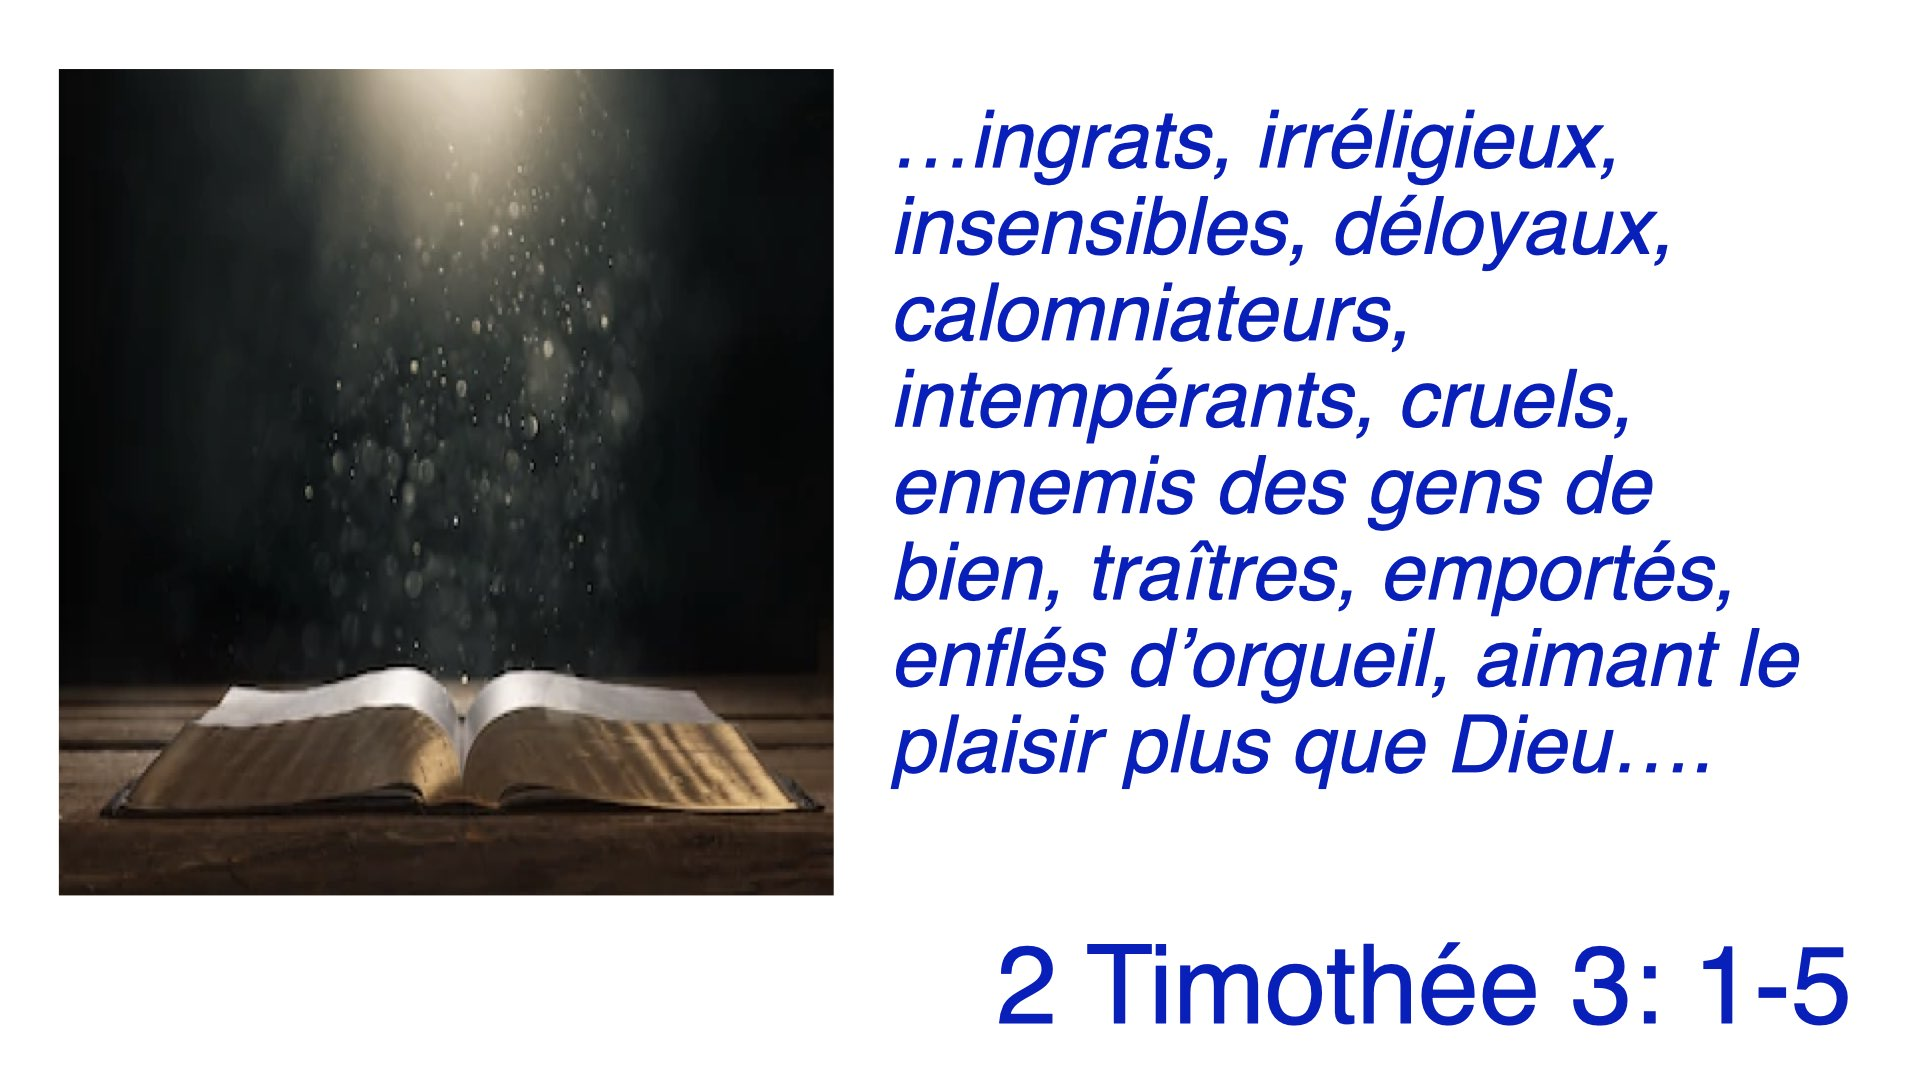 …ingrats, irréligieux,
insensibles, déloyaux,
calomniateurs,
intempérants, cruels,
ennemis des gens de
bien, traîtres, emportés,
enflés d’orgueil, aimant le
plaisir plus que Dieu….
2 Timothée 3: 1-5